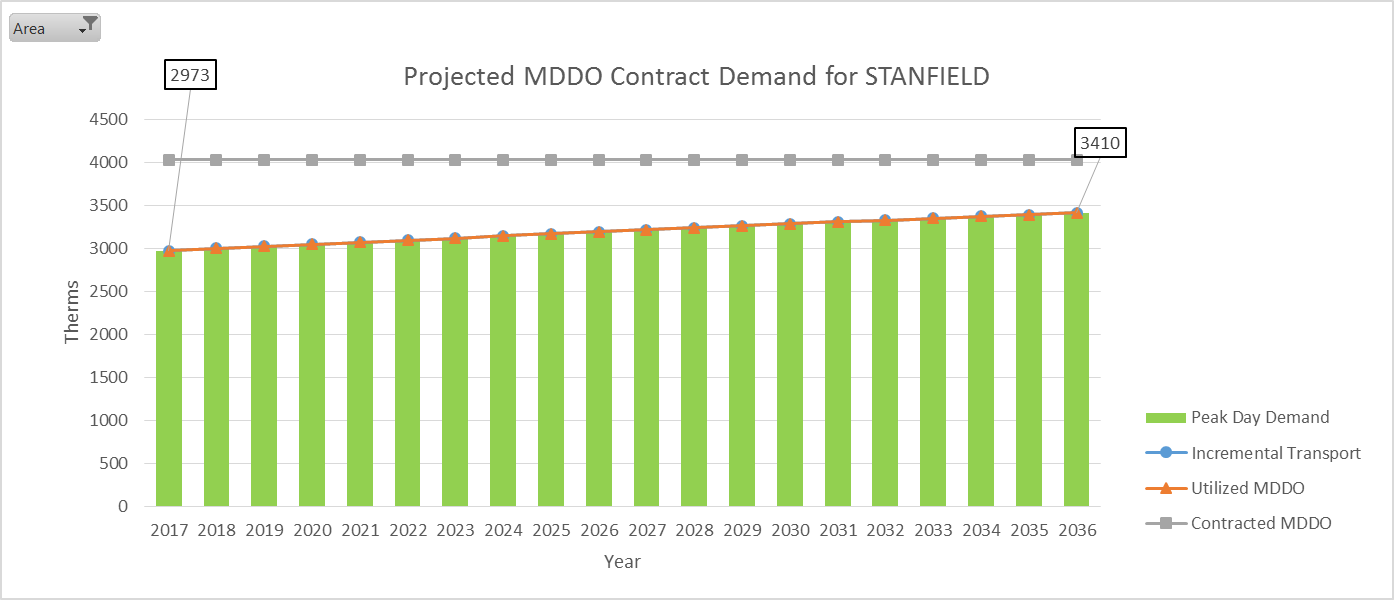 Area
2973
Projected MDDO Contract Demand for STANFIELD
3410
4500
4000
3500
3000
2500
2000
1500
1000
500
0
Therms
2017 2018 2019 2020 2021 2022 2023 2024 2025 2026 2027 2028 2029 2030 2031 2032 2033 2034 2035 2036
Year
Peak Day Demand
Incremental Transport
Utilized MDDO
Contracted MDDO